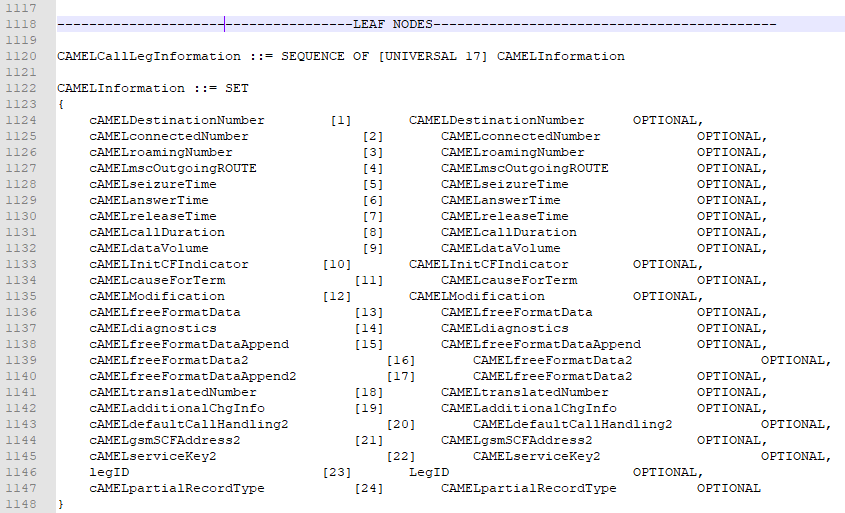 1117
1118 -------------------------------------LEAF NODES-------------------------------------------
1119
1120 CAMELCallLegInformation ::= SEQUENCE OF [UNIVERSAL 17] CAMELInformation
1121
1122 CAMELInformation ::= SET
1123 {
1124 cAMELDestinationNumber [1] CAMELDestinationNumber OPTIONAL,
1125 cAMELconnectedNumber [2] CAMELconnectedNumber OPTIONAL,
1126 cAMELroamingNumber [3] CAMELroamingNumber OPTIONAL,
1127 cAMELmscOutgoingROUTE [4] CAMELmscOutgoingROUTE OPTIONAL,
1128 cAMELseizureTime [5] CAMELseizureTime OPTIONAL,
1129 cAMELanswerTime [6] CAMELanswerTime OPTIONAL,
1130 cAMELreleaseTime [7] CAMELreleaseTime OPTIONAL,
1131 cAMELcallDuration [8] CAMELcallDuration OPTIONAL,
1132 cAMELdataVolume [9] CAMELdataVolume OPTIONAL,
1133 cAMELInitCFIndicator [10] CAMELInitCFIndicator OPTIONAL,
1134 cAMELcauseForTerm [11] CAMELcauseForTerm OPTIONAL,
1135 cAMELModification [12] CAMELModification OPTIONAL,
1136 cAMELfreeFormatData [13] CAMELfreeFormatData OPTIONAL,
1137 cAMELdiagnostics [14] CAMELdiagnostics OPTIONAL,
1138 cAMELfreeFormatDataAppend [15] CAMELfreeFormatDataAppend OPTIONAL,
1139 cAMELfreeFormatData2 [16] CAMELfreeFormatData2 OPTIONAL,
1140 cAMELfreeFormatDataAppend2 [17] CAMELfreeFormatData2 OPTIONAL,
1141 cAMELtranslatedNumber [18] CAMELtranslatedNumber OPTIONAL,
1142 cAMELadditionalChgInfo [19] CAMELadditionalChgInfo OPTIONAL,
1143 cAMELdefaultCallHandling2 [20] CAMELdefaultCallHandling2 OPTIONAL,
1144 cAMELgsmSCFAddress2 [21] CAMELgsmSCFAddress2 OPTIONAL,
1145 cAMELserviceKey2 [22] CAMELserviceKey2 OPTIONAL,
1146 legID [23] LegID OPTIONAL,
1147 cAMELpartialRecordType [24] CAMELpartialRecordType OPTIONAL
1148 }